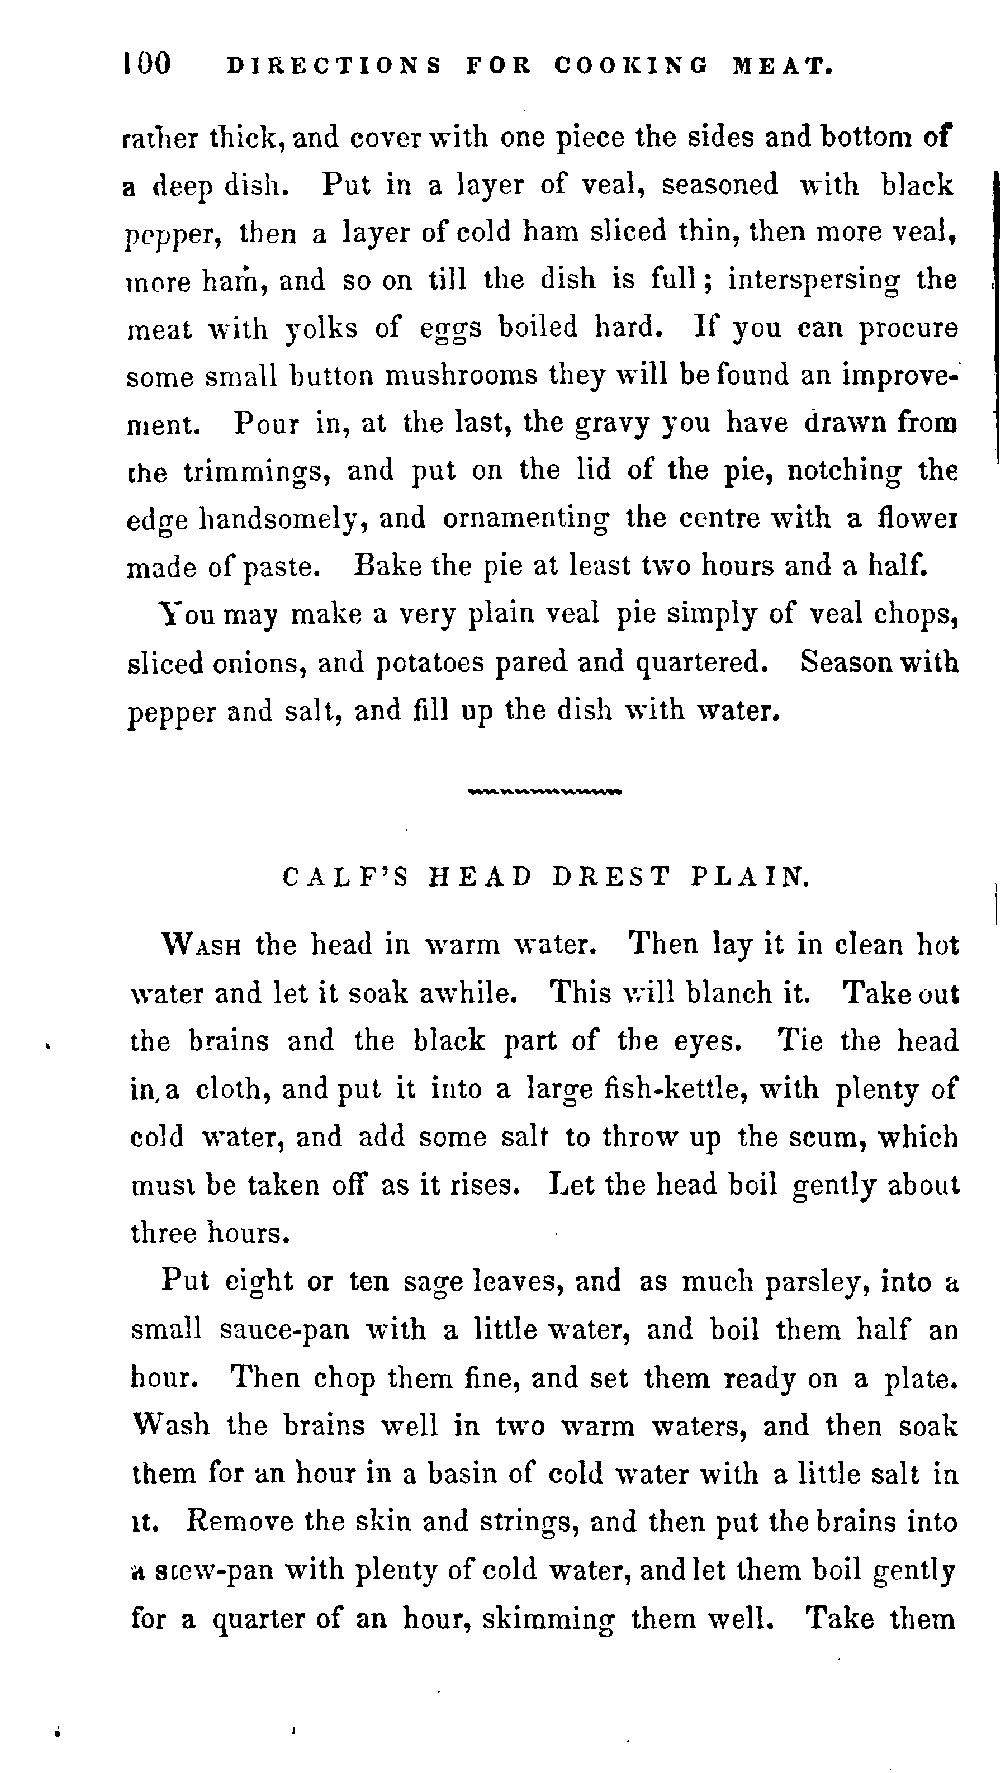 100 DIRECTIONS FOR COOKING MEAT.
rather thick, and cover with one piece the sides and bottom of
a deep dish. Put in a layer of veal, seasoned with black
pepper, then a layer of cold ham sliced thin, then more veal,
more ham, and so on till the dish is full; interspersing the
meat with yolks of eggs boiled hard. If you can procure
some small button mushrooms they will be found an improve-
ment. Pour in, at the last, the gravy you have drawn from
the trimmings, and put on the lid of the pie, notching the
edge handsomely, and ornamenting the centre with a flower
made of paste. Bake the pie at least two hours and a half.
You may make a very plain veal pie simply of veal chops,
sliced onions, and potatoes pared and quartered. Season with
pepper and salt, and fill up the dish with water.
CALF'S HEAD DREST PLAIN.
WASH the head in warm water. Then lay it in clean hot
water and let it soak awhile. This will blanch it. Take out
the brains and the black part of the eyes. Tie the head
in a cloth, and put it into a large fish-kettle, with plenty of
cold water, and add some salt to throw up the scum, which
must be taken off as it rises. Let the head boil gently about
three hours.
Put eight or ten sage leaves, and as much parsley, into a
small sauce-pan with a little water, and boil them half an
hour. Then chop them fine, and set them ready on a plate.
Wash the brains well in two warm waters, and then soak
them for an hour in a basin of cold water with a little salt in
it. Remove the skin and strings, and then put the brains into
a stew-pan with plenty of cold water, and let them boil gently
for a quarter of an hour, skimming them well. Take them